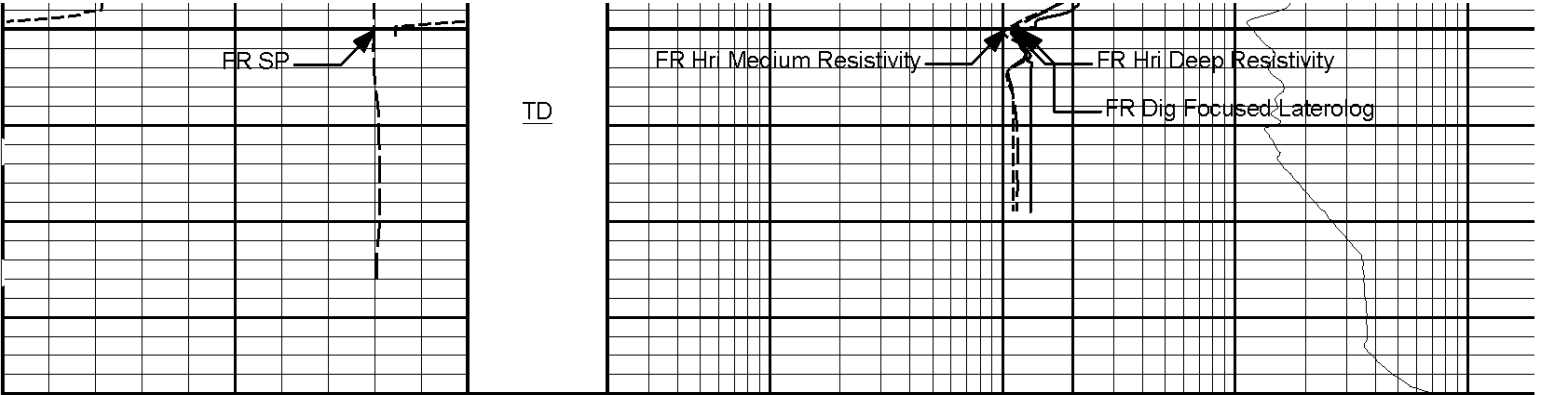 FR SP
FR Hri Medium Resistivity
FR Hri Deep Resistivity
TD
FR Dig Focused Laterolog